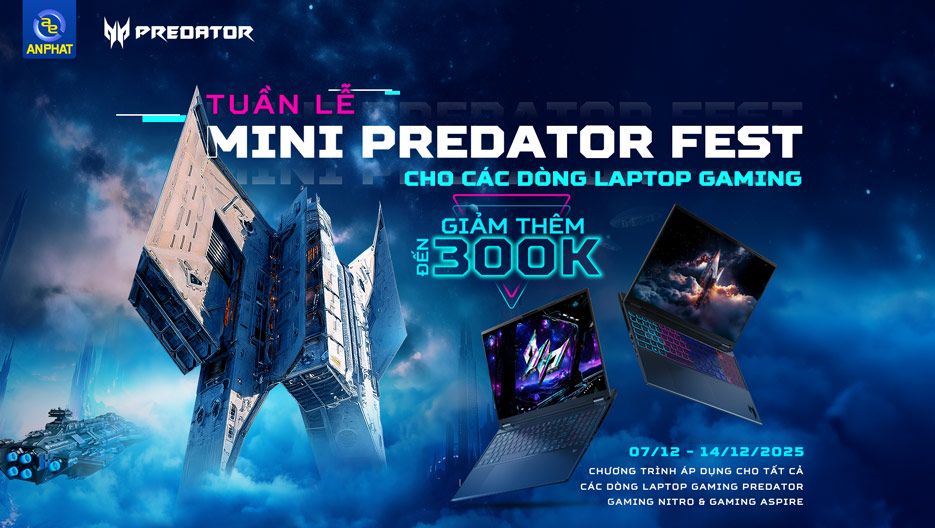 ANPHAT
PREDATOR
TUẦN LỄ
MINI PREDATOR FEST
CHO CÁC DÒNG LAPTOP GAMING
GIẢM THÊM
ĐẾN 300K
07/12 - 14/12/2025
CHƯƠNG TRÌNH ÁP DỤNG CHO TẤT CẢ
CÁC DÒNG LAPTOP GAMING PREDATOR
GAMING NITRO & GAMING ASPIRE